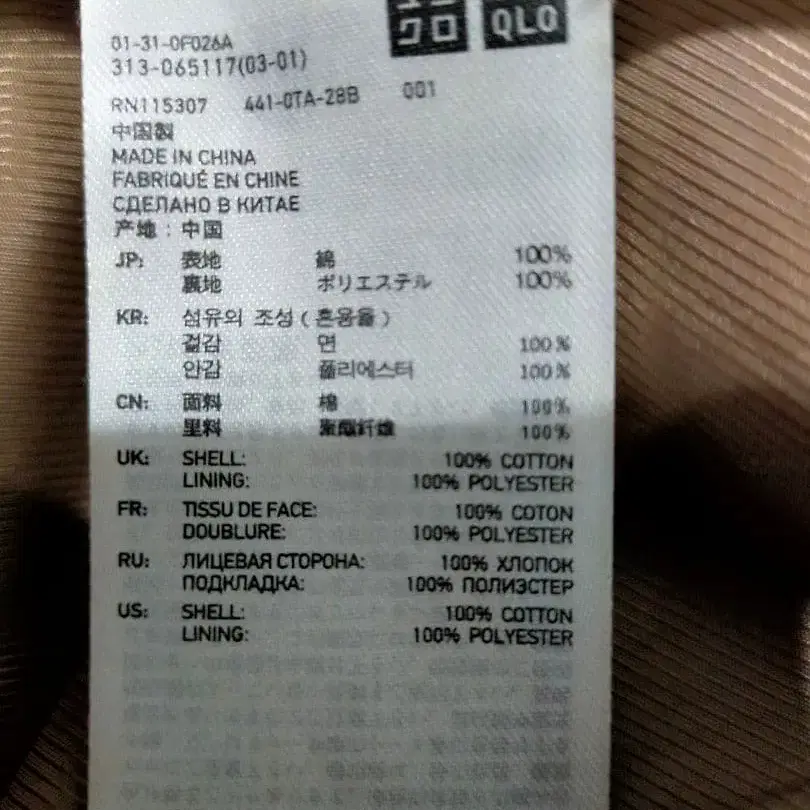 QLO
01-31-0F026A
313-065117(03-01)
RN115307 441-0TA-28B 001
中国製
MADE IN CHINA
FABRIQUÉ EN CHINE
СДЕЛАНО В КИТАЕ
产地 : 中国
JP: 表地 綿 100%
裏地 ポリエステル 100%
KR: 섬유의 조성 ( 혼용율 )
겉감 면 100%
안감 폴리에스터 100%
CN: 面料 棉 100%
里料 聚酯纤维 100%
UK: SHELL: 100% COTTON
LINING: 100% POLYESTER
FR: TISSU DE FACE: 100% COTON
DOUBLURE: 100% POLYESTER
RU: ЛИЦЕВАЯ СТОРОНА: 100% ХЛОПОК
ПОДКЛАДКА: 100% ПОЛИЭСТЕР
US: SHELL: 100% COTTON
LINING: 100% POLYESTER